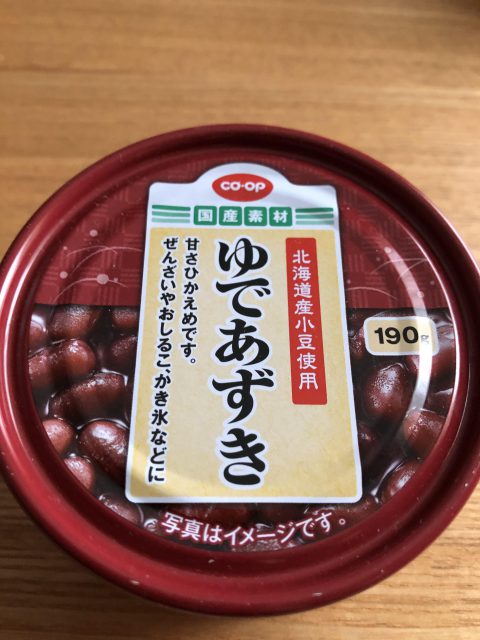 CO・OP
国産素材
北海道産小豆使用
ゆであずき
甘さひかえめです。
ぜんざいやおしるこ、かき氷などに
190g
写真はイメージです。